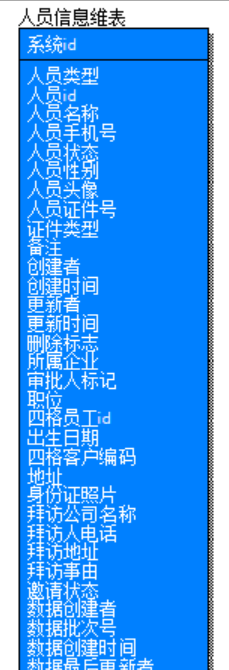 人员信息维表
系统id
人员类型
人员id
人员名称
人员手机号
人员状态
人员性别
人员头像
人员证件号
证件类型
备注
创建者
创建时间
更新者
更新时间
删除标志
所属企业
审批人标记
职位
四格员工id
出生日期
四格客户编码
地址
身份证照片
拜访公司名称
拜访人电话
拜访地址
拜访事由
邀请状态
数据创建者
数据批次号
数据创建时间
数据最后更新者